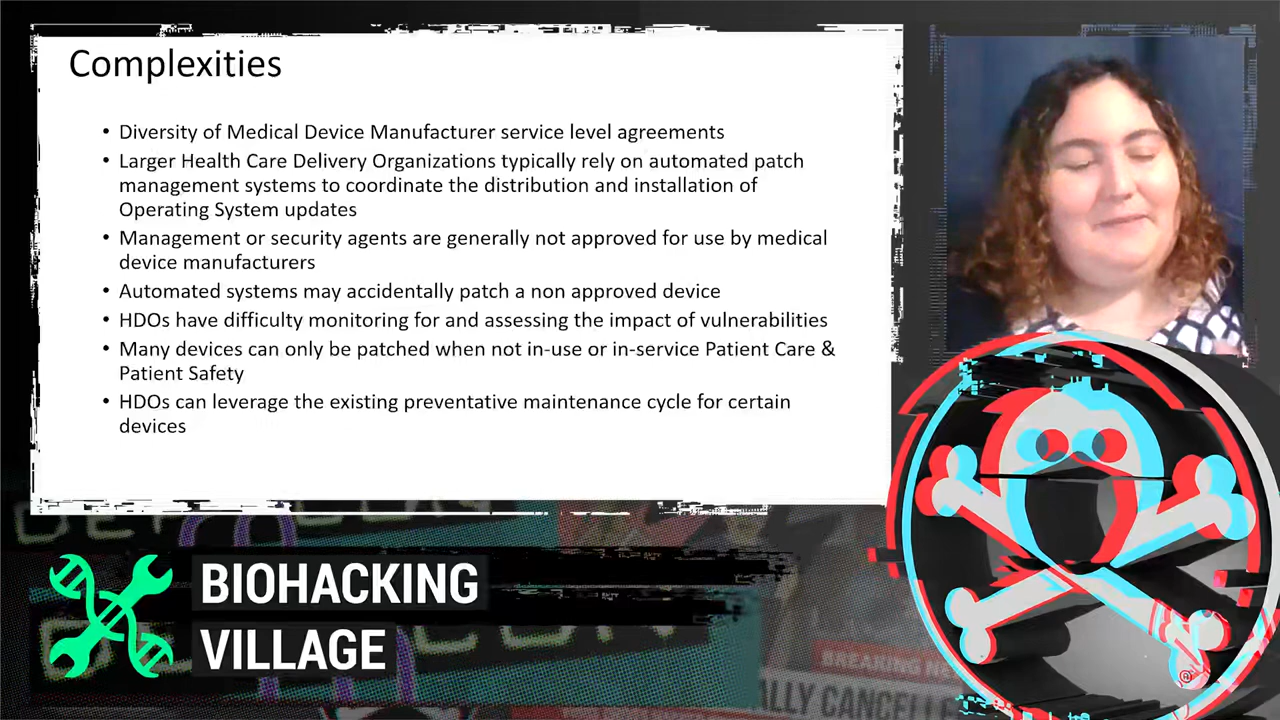 Complexities
• Diversity of Medical Device Manufacturer service level agreements
• Larger Health Care Delivery Organizations typically rely on automated patch
management systems to coordinate the distribution and installation of
Operating System updates
• Management or security agents are generally not approved for use by medical
device manufacturers
• Automated systems may accidentally patch a non approved device
• HDOs have difficulty monitoring for and assessing the impact of vulnerabilities
• Many devices can only be patched when not in-use or in-service Patient Care &
Patient Safety
• HDOs can leverage the existing preventative maintenance cycle for certain
devices
BIOHACKING
VILLAGE
BREAKING NE
ALLY CANCELLE
®